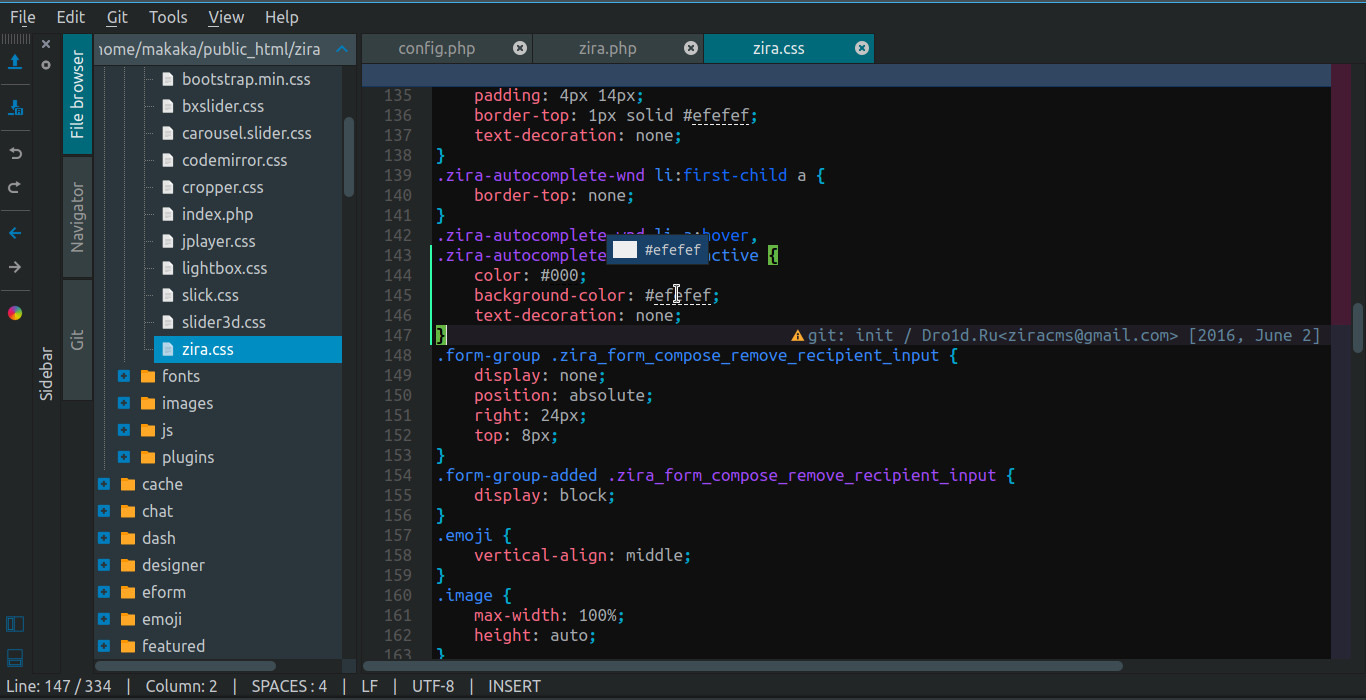 File Edit Git Tools View Help
home/makaka/public_html/zira
config.php
zira.php
zira.css
File browser
Navigator
Git
Sidebar
bootstrap.min.css
bxslider.css
carousel.slider.css
codemirror.css
cropper.css
index.php
jplayer.css
lightbox.css
slick.css
slider3d.css
zira.css
fonts
images
js
plugins
cache
chat
dash
designer
eform
emoji
featured
135 padding: 4px 14px;
136 border-top: 1px solid #efefef;
137 text-decoration: none;
138 }
139 .zira-autocomplete-wnd li:first-child a {
140 border-top: none;
141 }
142 .zira-autocomplete-wnd li a:hover,
#efefef
143 .zira-autocomplete ctive {
144 color: #000;
145 background-color: #efefef;
146 text-decoration: none;
147 } git: init / Dro1d.Ru<ziracms@gmail.com> [2016, June 2]
148 .form-group .zira_form_compose_remove_recipient_input {
149 display: none;
150 position: absolute;
151 right: 24px;
152 top: 8px;
153 }
154 .form-group-added .zira_form_compose_remove_recipient_input {
155 display: block;
156 }
157 .emoji {
158 vertical-align: middle;
159 }
160 .image {
161 max-width: 100%;
162 height: auto;
163 }
Line: 147 / 334 | Column: 2 | SPACES : 4 | LF | UTF-8 | INSERT